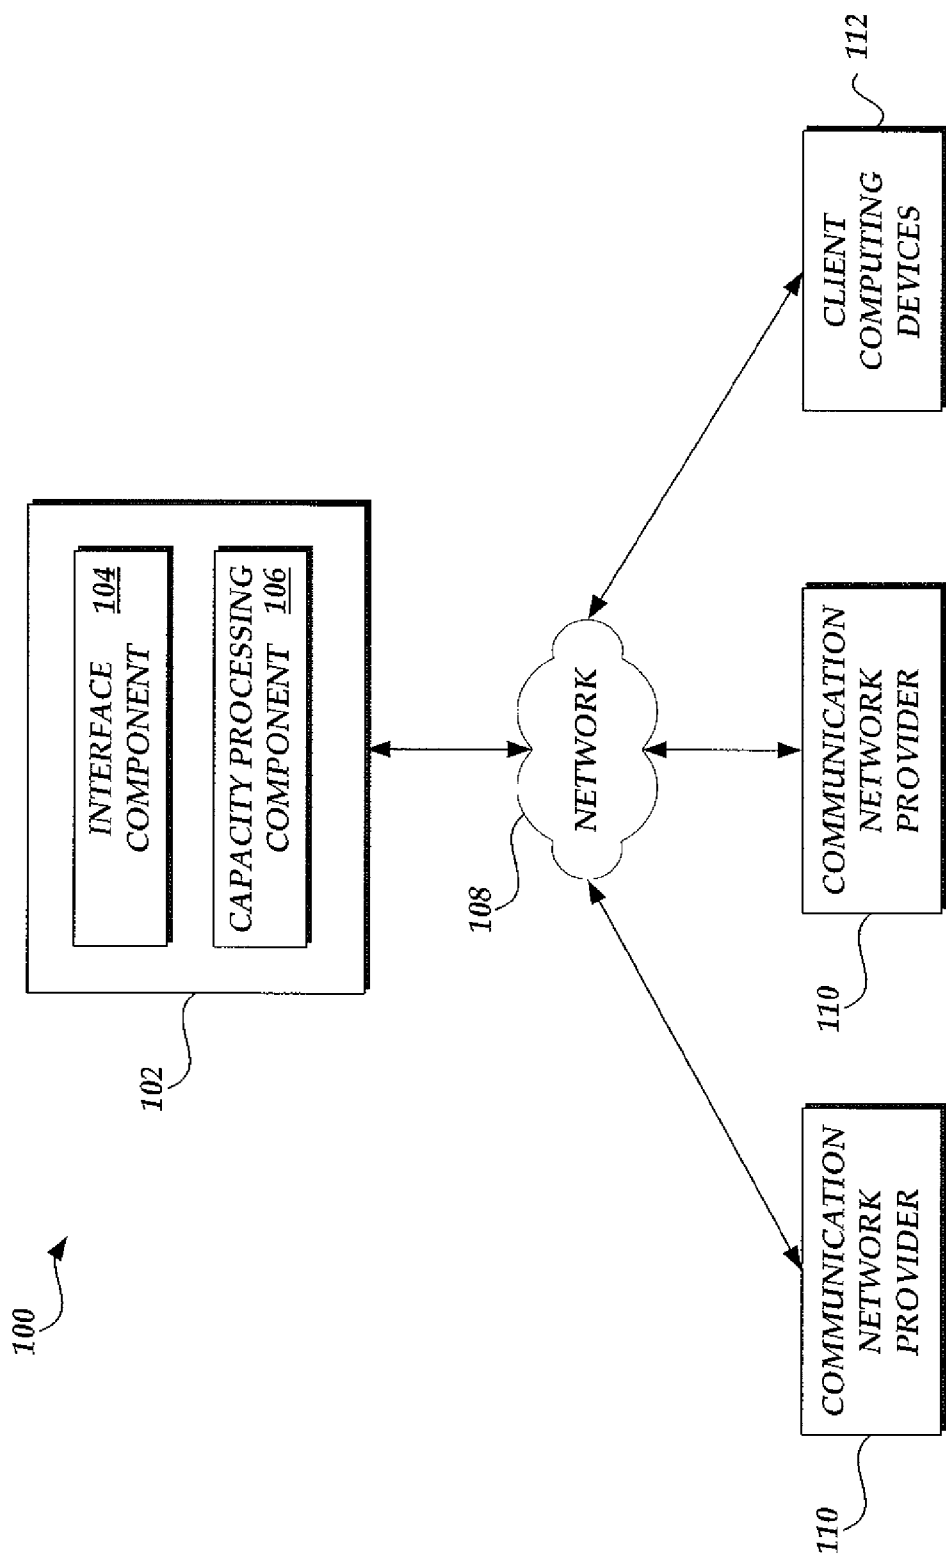 100
102
INTERFACE
COMPONENT
104
CAPACITY PROCESSING
COMPONENT
106
108
NETWORK
110
COMMUNICATION
NETWORK
PROVIDER
110
COMMUNICATION
NETWORK
PROVIDER
CLIENT
COMPUTING
DEVICES
112